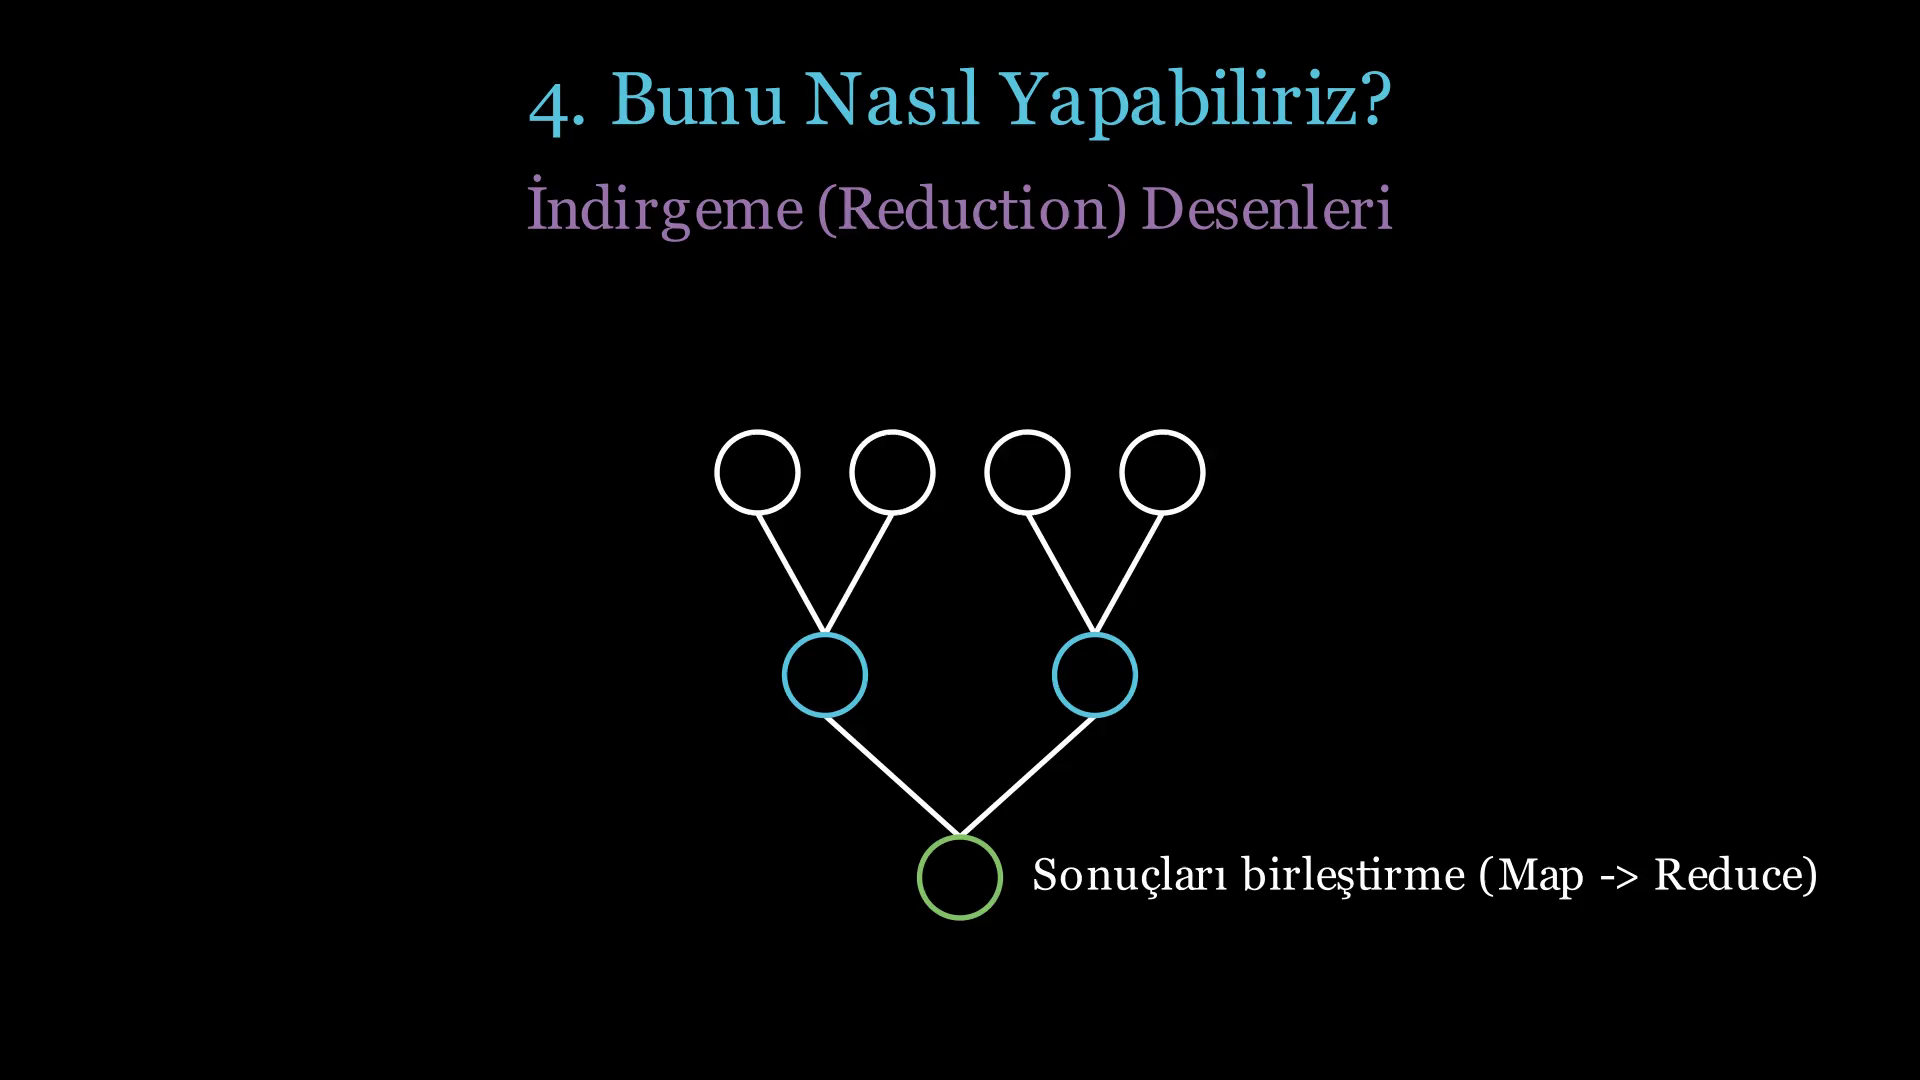 4. Bunu Nasıl Yapabiliriz?
İndirgeme (Reduction) Desenleri
Sonuçları birleştirme (Map -> Reduce)